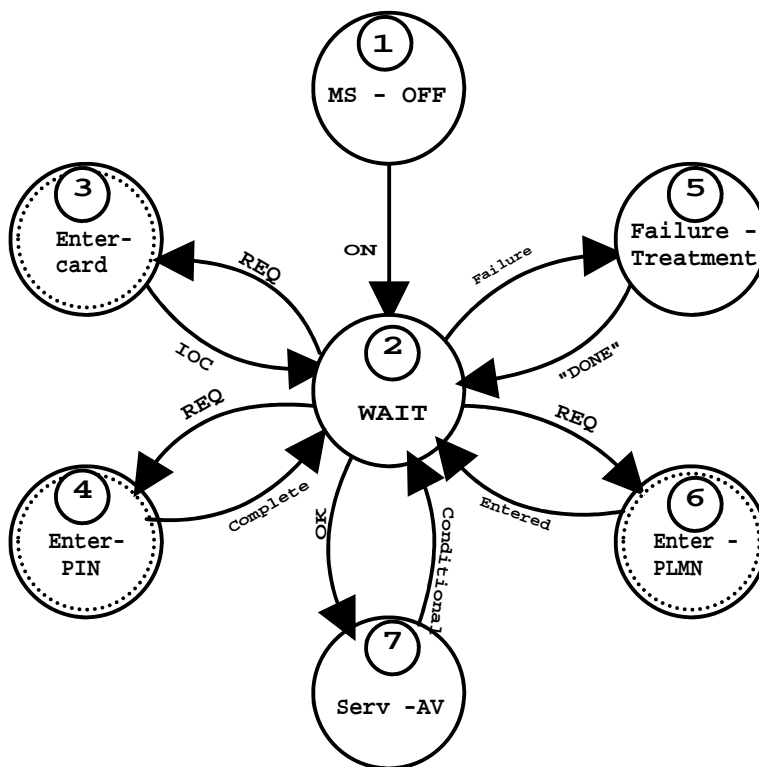 1
MS - OFF
3
Enter-
card
5
Failure -
Treatment
ON
REQ
Failure
IOC
"DONE"
2
WAIT
REQ
REQ
4
Enter-
PIN
Complete
OK
Conditional
Entered
6
Enter -
PLMN
7
Serv -AV